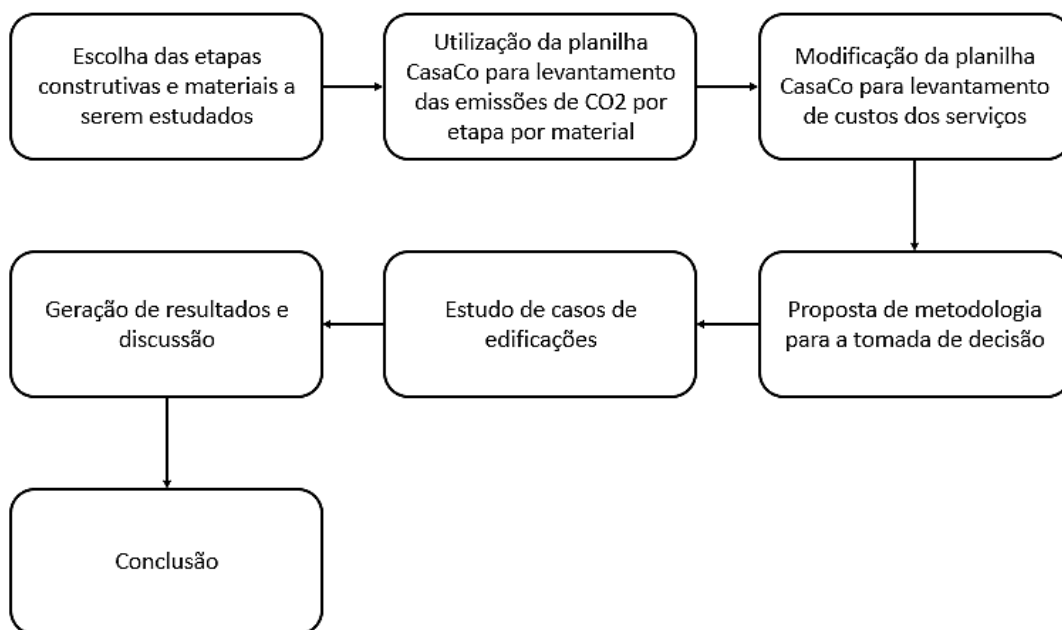 Escolha das etapas
construtivas e materiais a
serem estudados
Utilização da planilha
CasaCo para levantamento
das emissões de CO2 por
etapa por material
Modificação da planilha
CasaCo para levantamento
de custos dos serviços
Proposta de metodologia
para a tomada de decisão
Estudo de casos de
edificações
Geração de resultados e
discussão
Conclusão